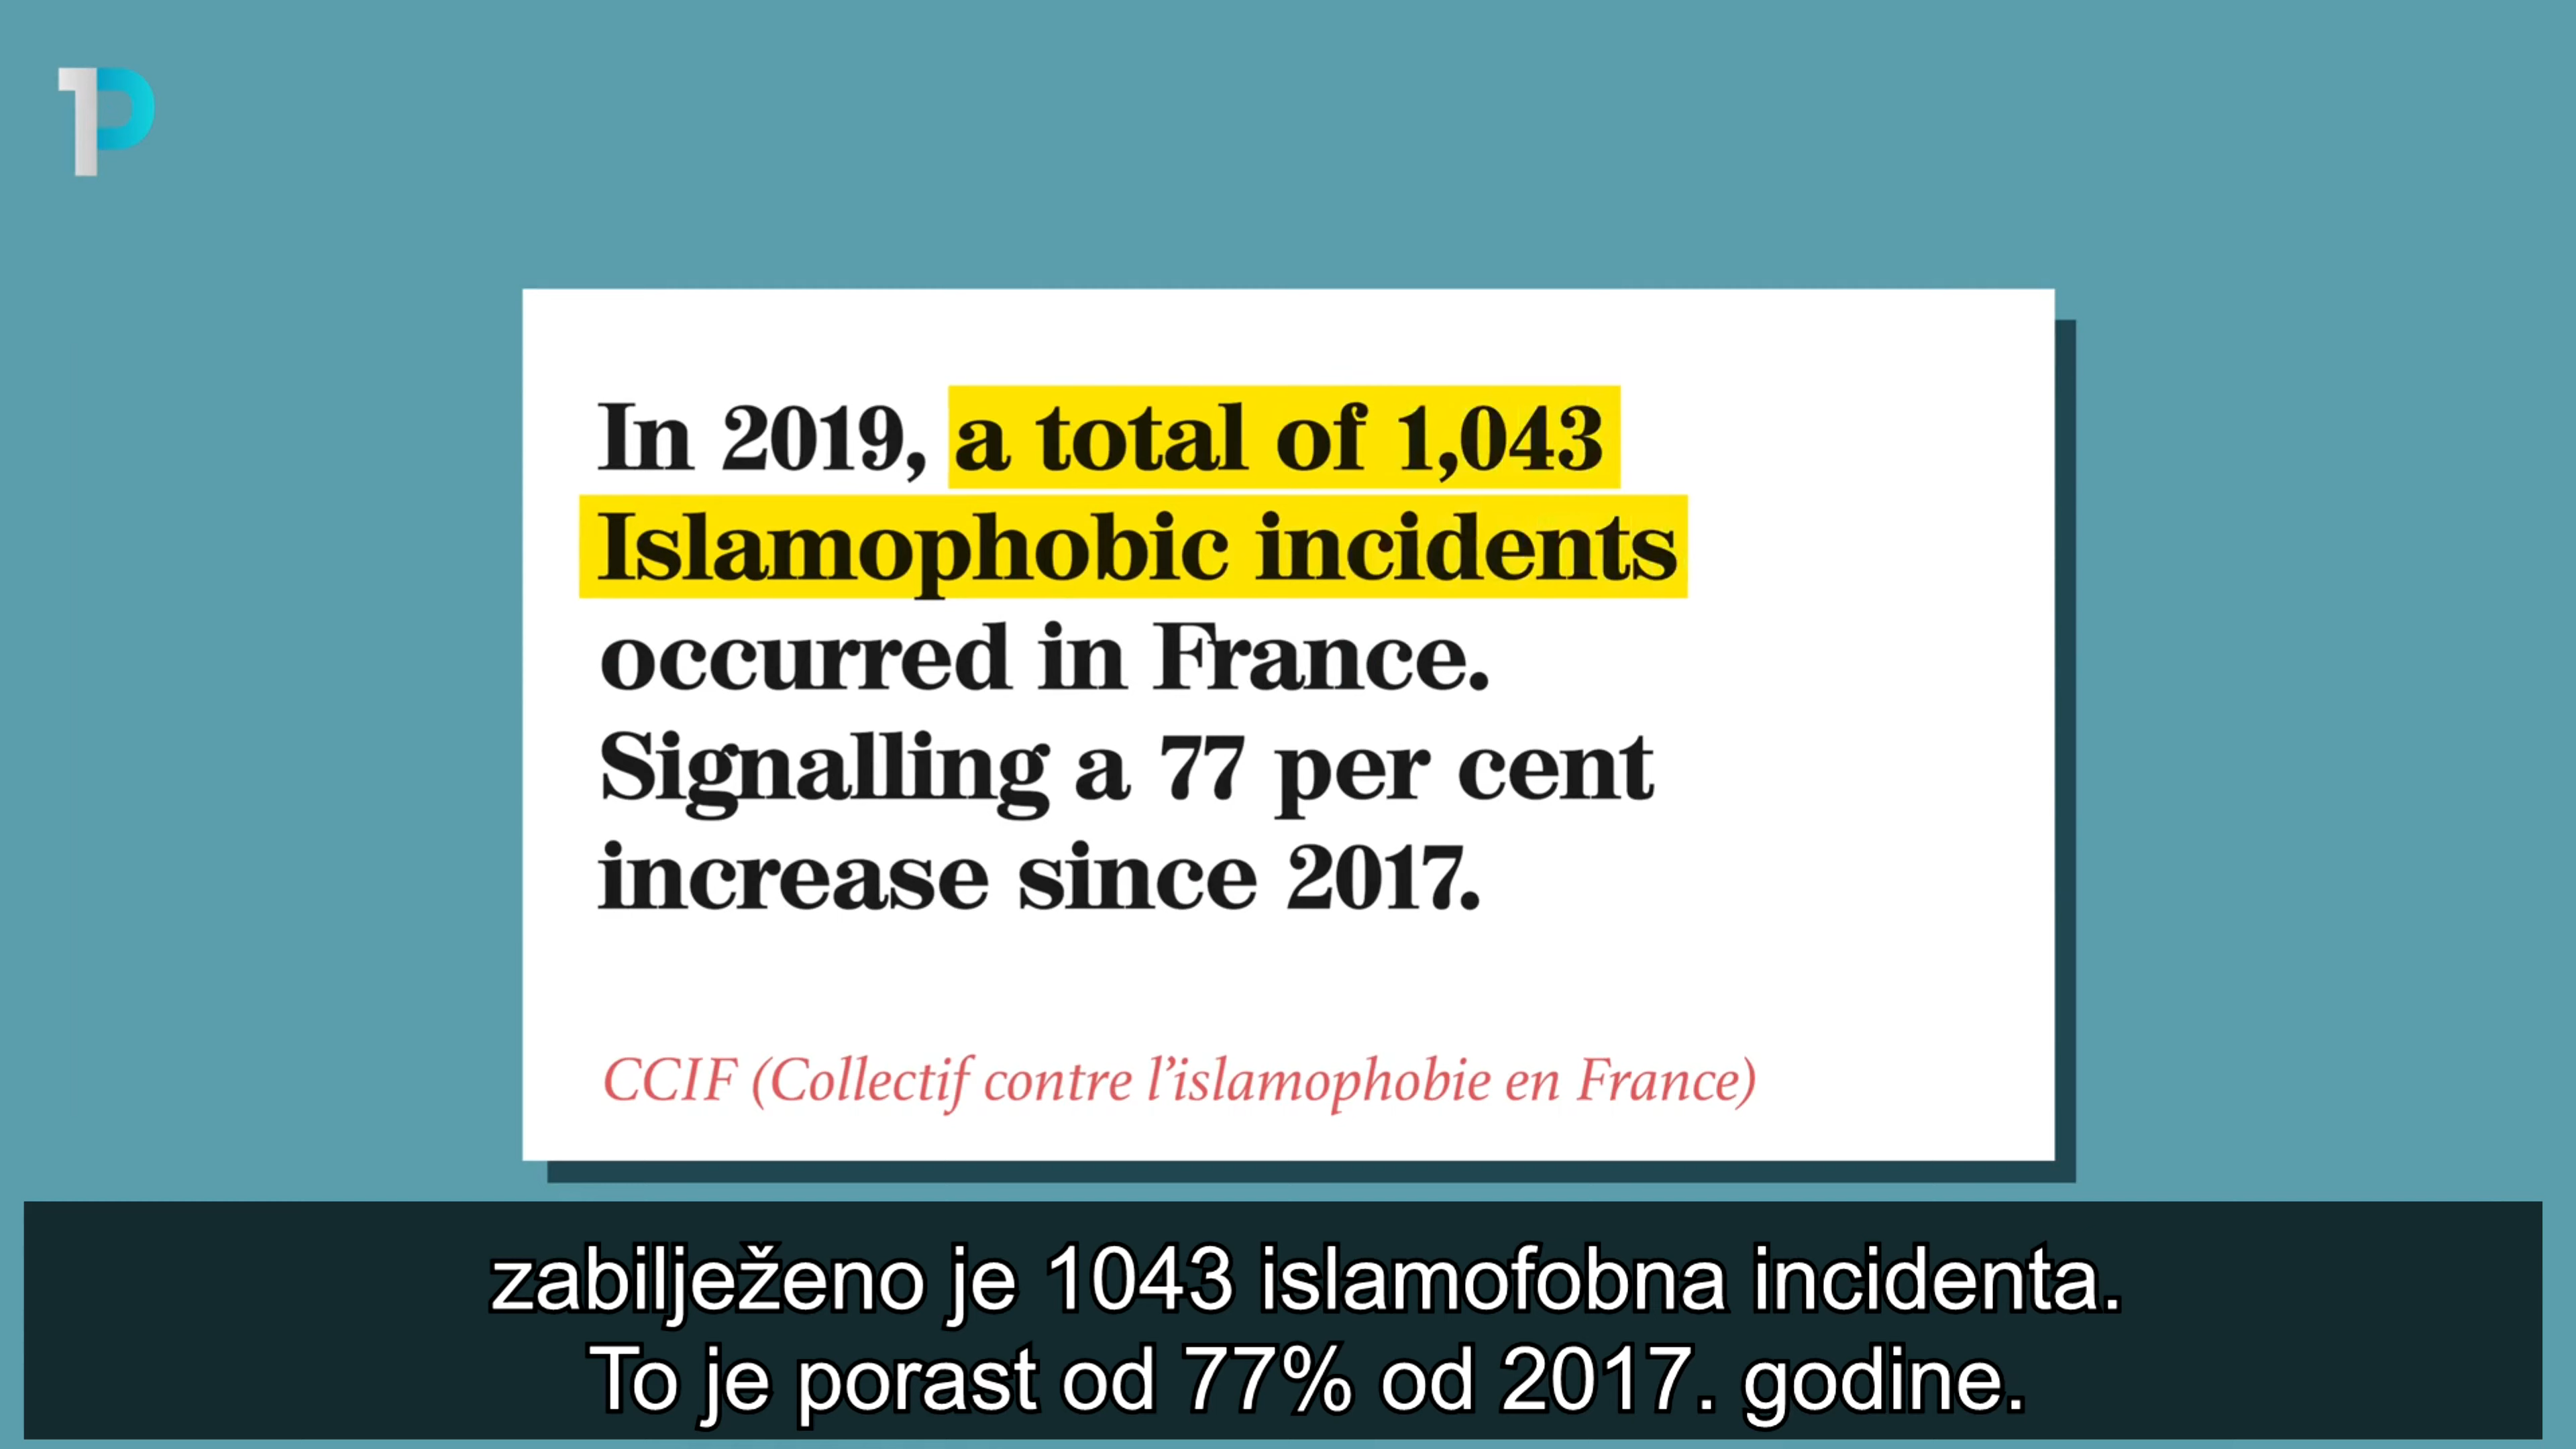 1P
In 2019, a total of 1,043
Islamophobic incidents
occurred in France.
Signalling a 77 per cent
increase since 2017.
CCIF (Collectif contre l’islamophobie en France)
zabilježeno je 1043 islamofobna incidenta.
To je porast od 77% od 2017. godine.